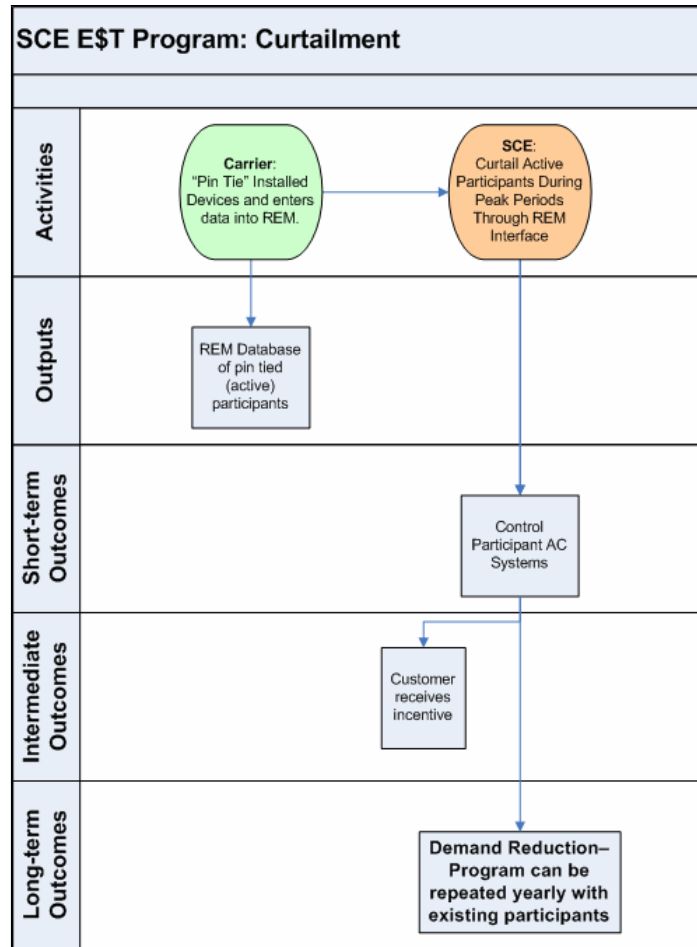 SCE E$T Program: Curtailment
Activities
Carrier:
“Pin Tie” Installed
Devices and enters
data into REM.
SCE:
Curtail Active
Participants During
Peak Periods
Through REM
Interface
Outputs
REM Database
of pin tied
(active)
participants
Short-term
Outcomes
Control
Participant AC
Systems
Intermediate
Outcomes
Customer
receives
incentive
Long-term
Outcomes
Demand Reduction–
Program can be
repeated yearly with
existing participants